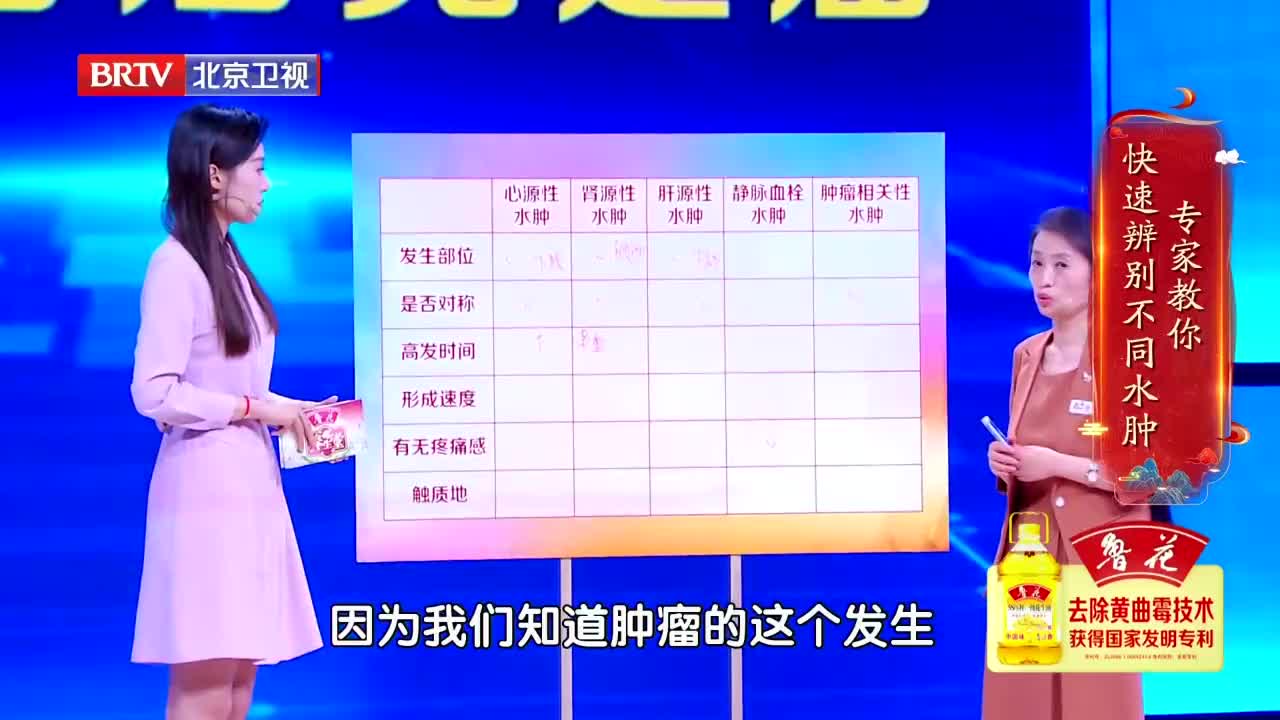 BRTV 北京卫视
心源性水肿 肾源性水肿 肝源性水肿 静脉血栓水肿 肿瘤相关性水肿
发生部位
是否对称
高发时间
形成速度
有无疼痛感
触质地
专家教你
快速辨别不同水肿
鲁花
鲁花
鲁花
去除黄曲霉技术
获得国家发明专利
因为我们知道肿瘤的这个发生